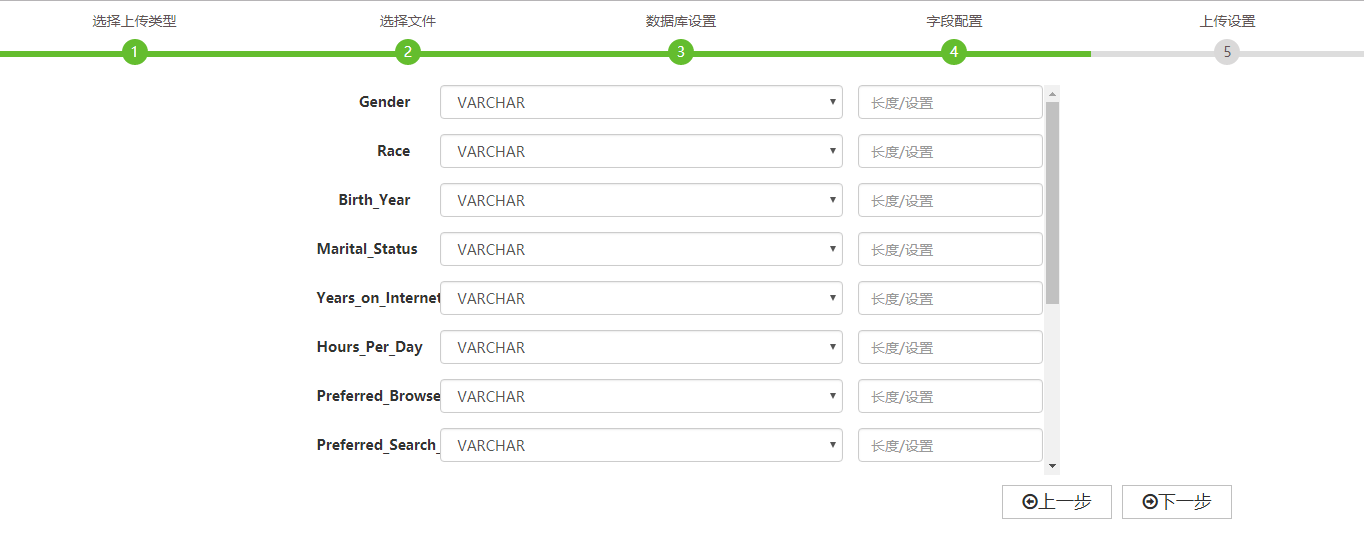 选择上传类型 选择文件 数据库设置 字段配置 上传设置
1 2 3 4 5
Gender VARCHAR 长度/设置
Race VARCHAR 长度/设置
Birth_Year VARCHAR 长度/设置
Marital_Status VARCHAR 长度/设置
Years_on_Internet VARCHAR 长度/设置
Hours_Per_Day VARCHAR 长度/设置
Preferred_Browse VARCHAR 长度/设置
Preferred_Search_ VARCHAR 长度/设置
上一步 下一步